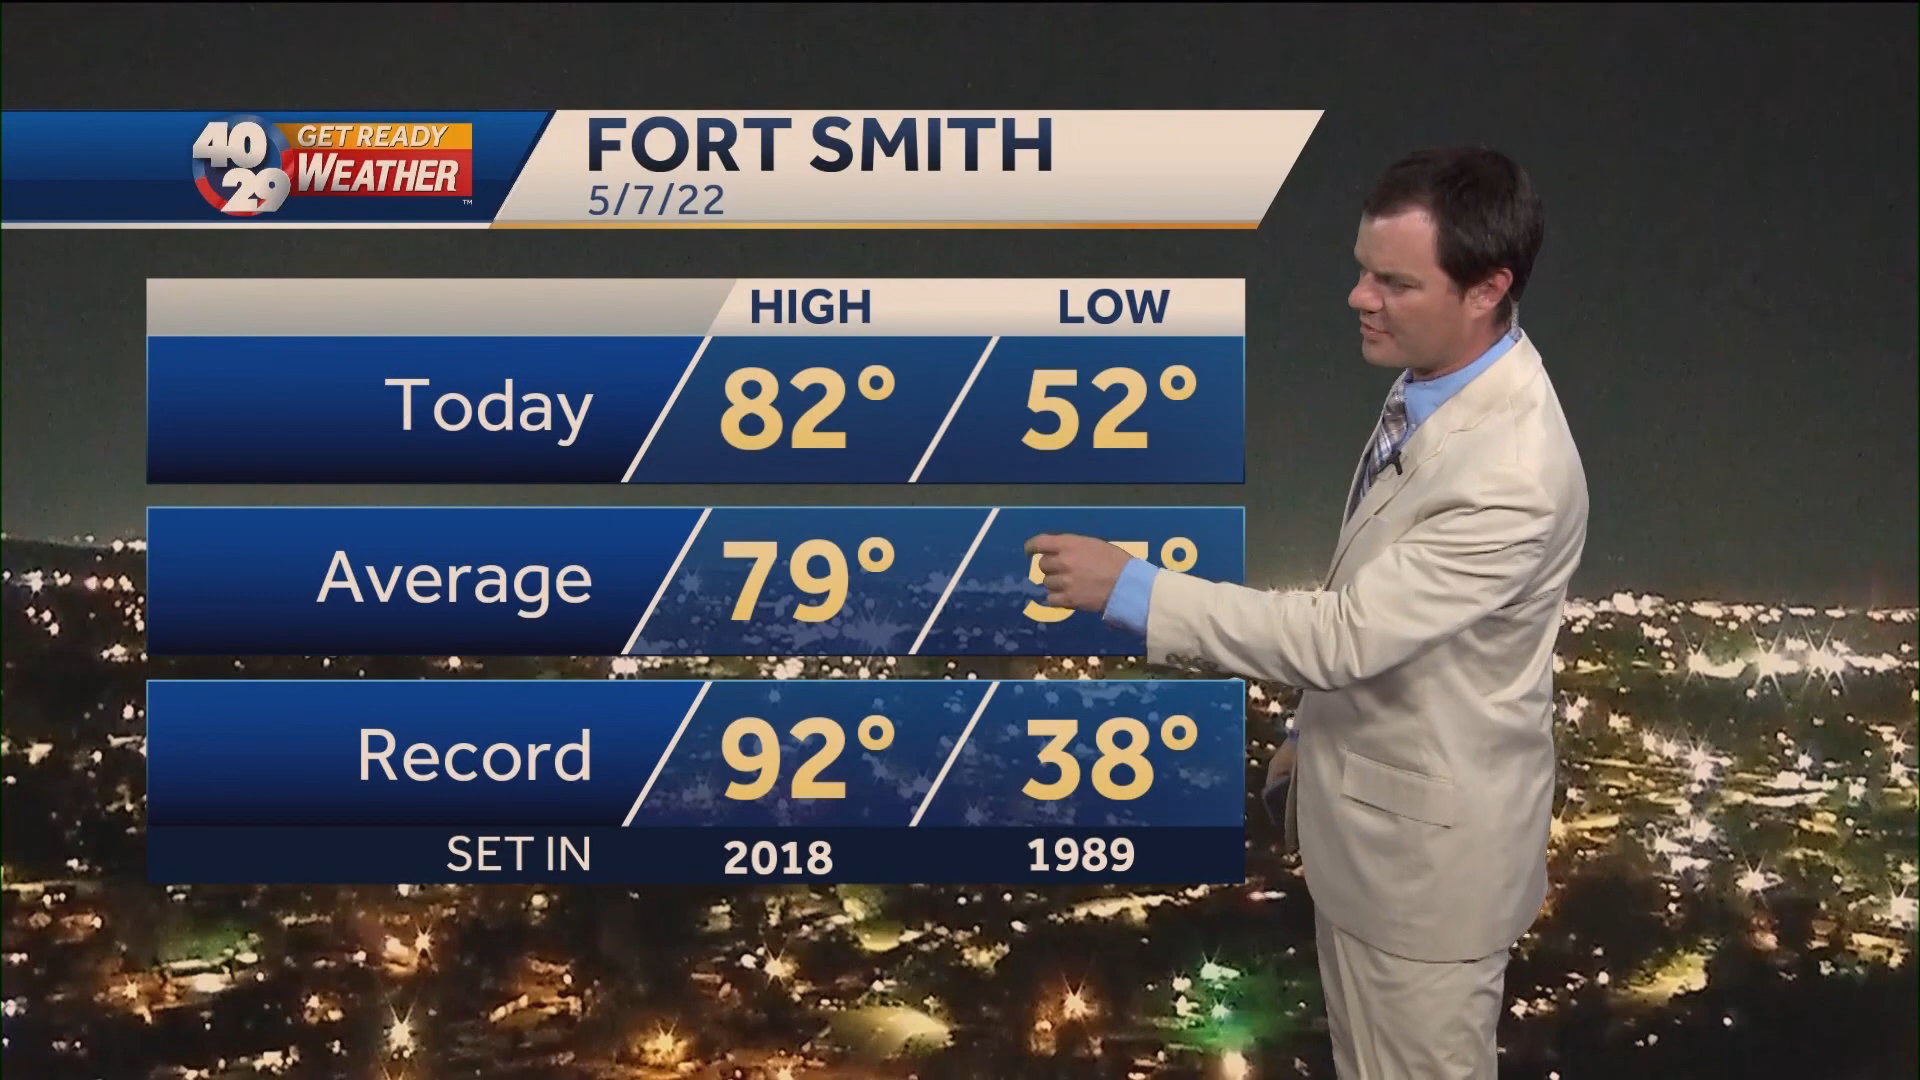 40
29
GET READY
WEATHER™
FORT SMITH
5/7/22
HIGH LOW
Today 82° 52°
Average 79°
Record 92° 38°
SET IN 2018 1989